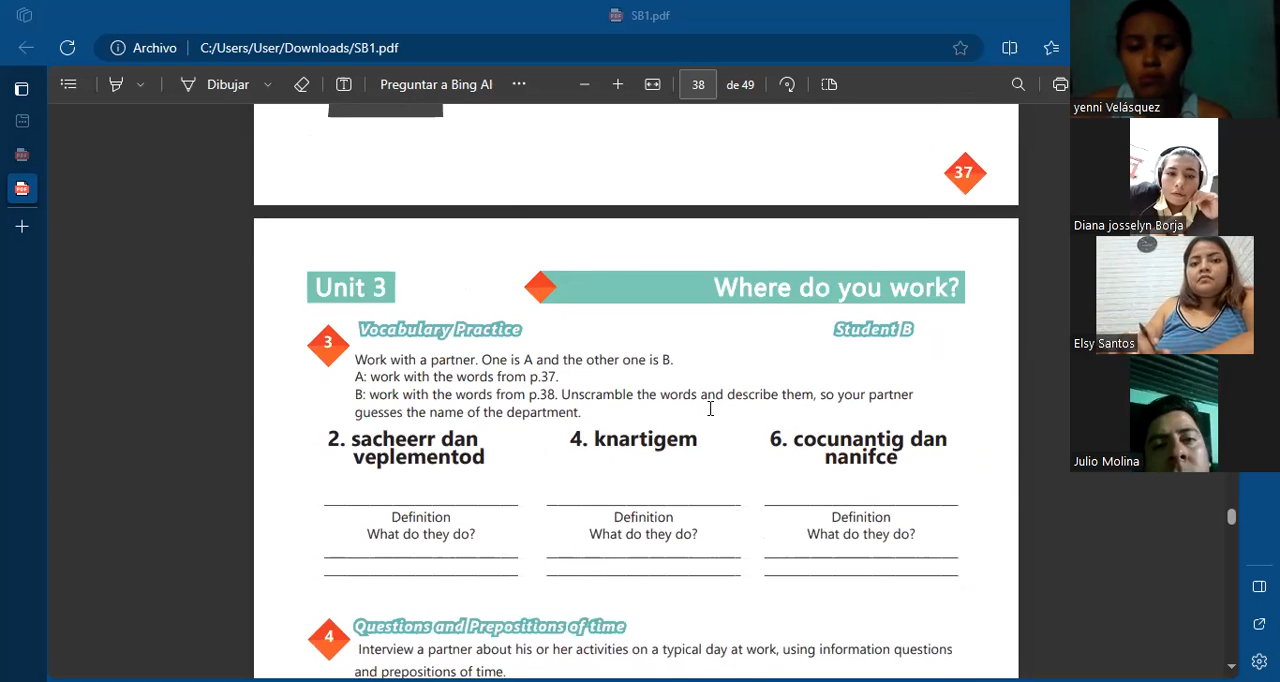 SB1.pdf
Archivo C:/Users/User/Downloads/SB1.pdf
Dibujar Preguntar a Bing AI 38 de 49
yenni Velásquez
Diana josselyn Borja
Elsy Santos
Julio Molina
37
Unit 3 Where do you work?
3 Vocabulary Practice Student B
Work with a partner. One is A and the other one is B.
A: work with the words from p.37.
B: work with the words from p.38. Unscramble the words and describe them, so your partner
guesses the name of the department.
2. sacheerr dan 4. knartigem 6. cocunantig dan
veplementod nanifce
Definition Definition Definition
What do they do? What do they do? What do they do?
4 Questions and Prepositions of time
Interview a partner about his or her activities on a typical day at work, using information questions
and prepositions of time.